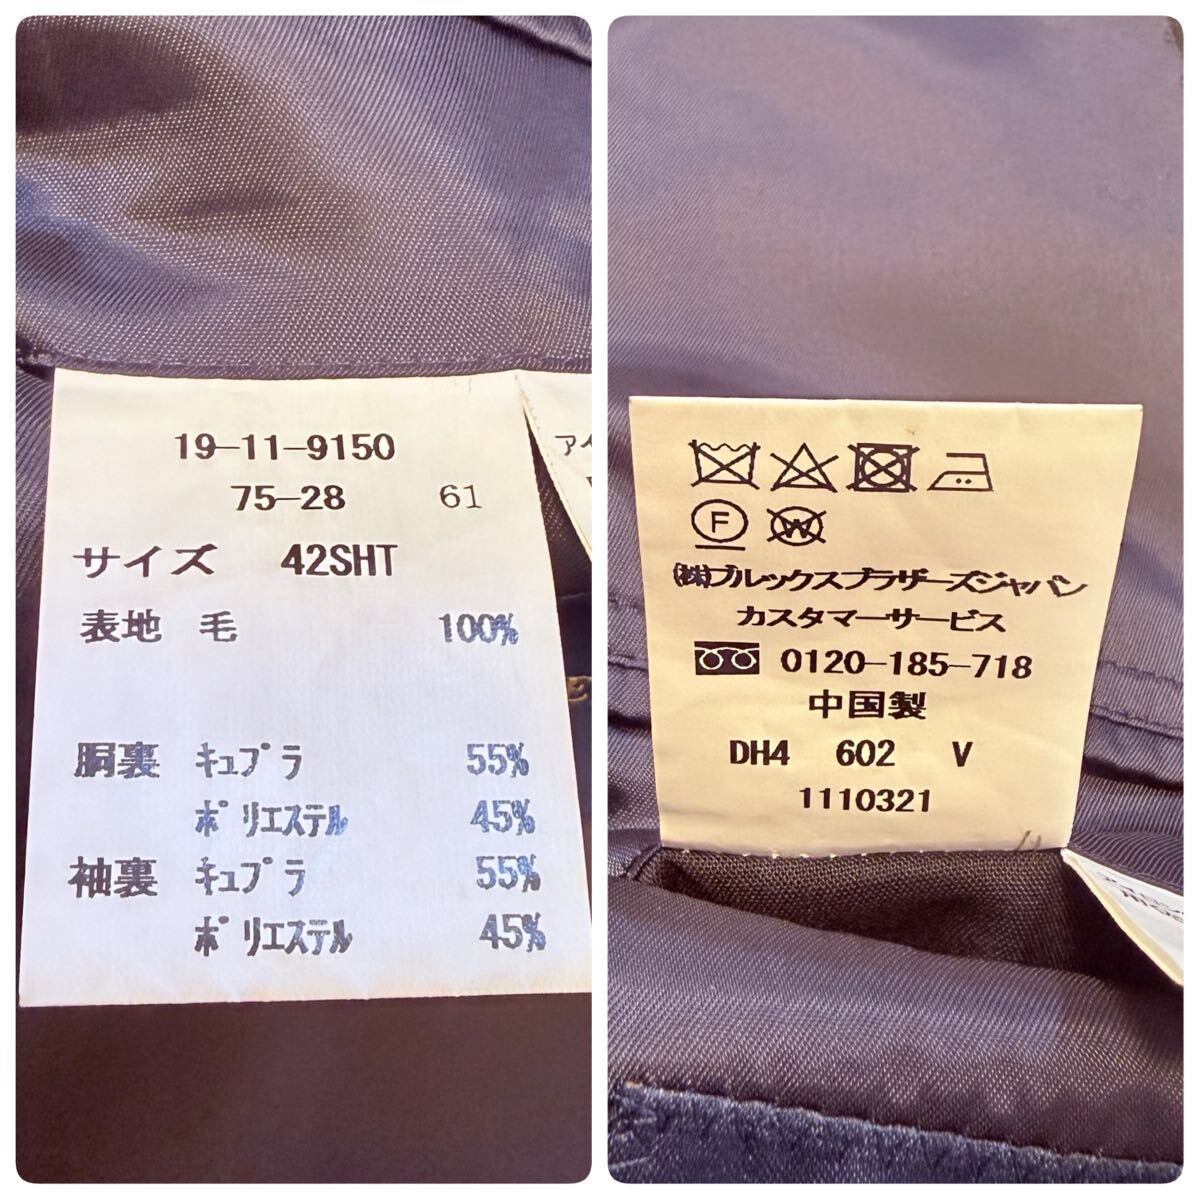 19-11-9150
75-28 61
サイズ 42SHT
表地 毛 100%
胴裏 キュプラ 55%
ポリエステル 45%
袖裏 キュプラ 55%
ポリエステル 45%
アイ
F W
(株)ブルックスブラザーズジャパン
カスタマーサービス
0120-185-718
中国製
DH4 602 V
1110321